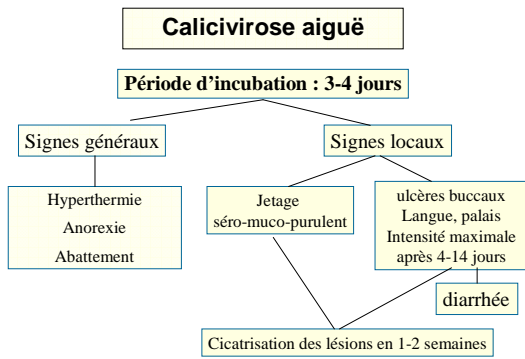 Calicivirose aiguë
Période d'incubation : 3-4 jours
Signes généraux
Signes locaux
Hyperthermie
Anorexie
Abattement
Jetage
séro-muco-purulent
ulcères buccaux
Langue, palais
Intensité maximale
après 4-14 jours
diarrhée
Cicatrisation des lésions en 1-2 semaines